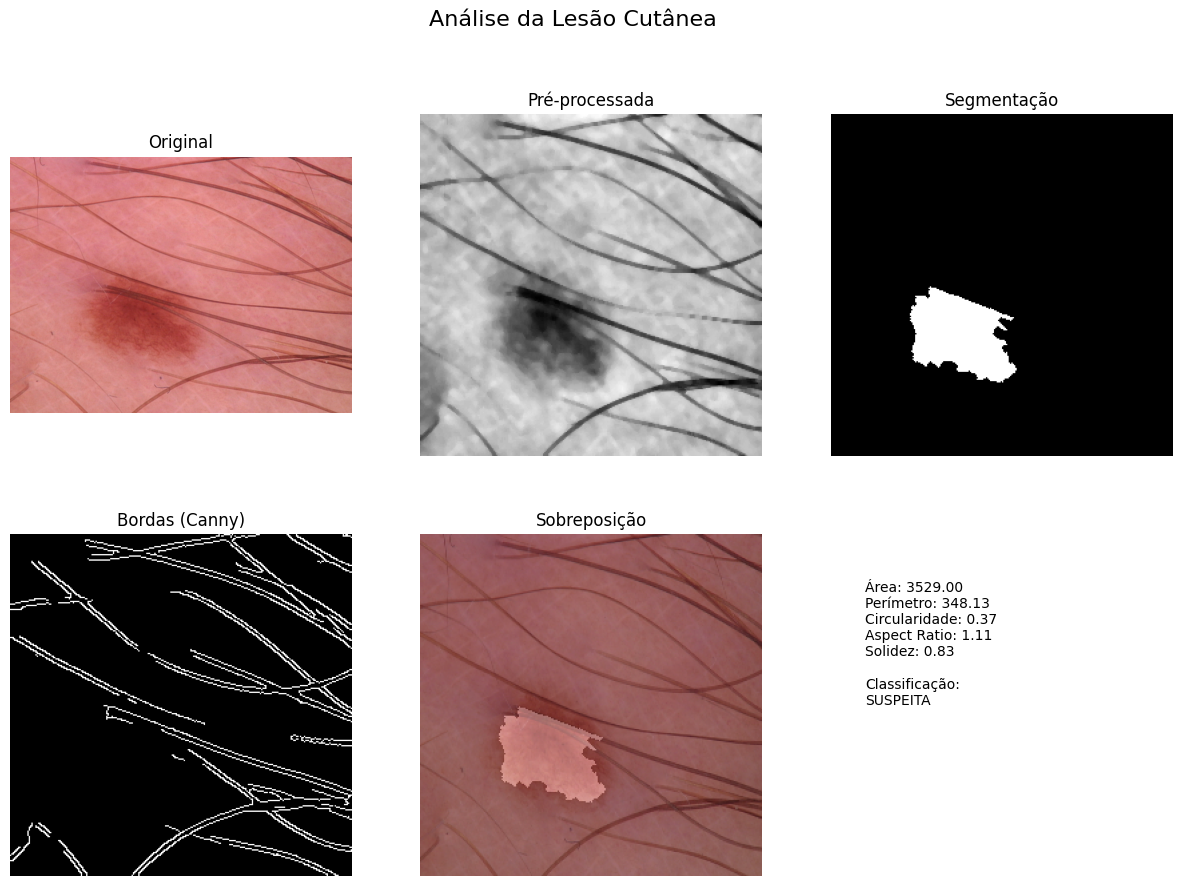 Análise da Lesão Cutânea
Original
Pré-processada
Segmentação
Bordas (Canny)
Sobreposição
Área: 3529.00
Perímetro: 348.13
Circularidade: 0.37
Aspect Ratio: 1.11
Solidez: 0.83
Classificação:
SUSPEITA